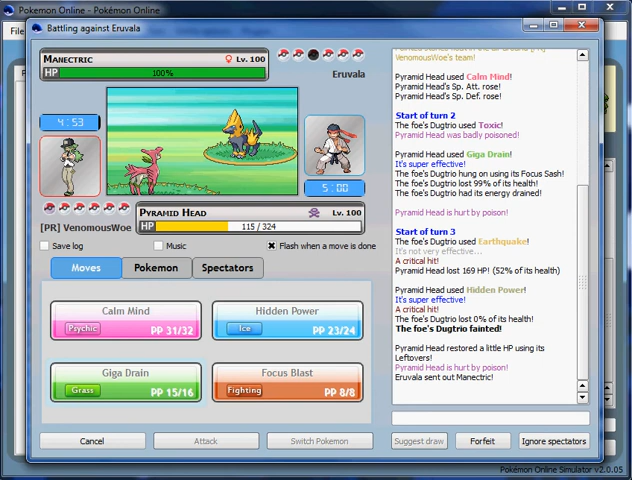 Pokemon Online - Pokémon Online
File
Battling against Eruvala
MANECTRIC ♀ Lv. 100
HP 100%
Eruvala
4:53
5:00
[PR] VenomousWoe
PYRAMID HEAD Lv. 100
HP 115 / 324
Save log
Music
Flash when a move is done
Moves
Pokemon
Spectators
Calm Mind
Psychic PP 31/32
Hidden Power
Ice PP 23/24
Giga Drain
Grass PP 15/16
Focus Blast
Fighting PP 8/8
Cancel
Attack
Switch Pokemon
VenomousWoe's team!
Pyramid Head used Calm Mind!
Pyramid Head's Sp. Att. rose!
Pyramid Head's Sp. Def. rose!
Start of turn 2
The foe's Dugtrio used Toxic!
Pyramid Head was badly poisoned!
Pyramid Head used Giga Drain!
It's super effective!
The foe's Dugtrio hung on using its Focus Sash!
The foe's Dugtrio lost 99% of its health!
The foe's Dugtrio had its energy drained!
Pyramid Head is hurt by poison!
Start of turn 3
The foe's Dugtrio used Earthquake!
It's not very effective...
A critical hit!
Pyramid Head lost 169 HP! (52% of its health)
Pyramid Head used Hidden Power!
It's super effective!
A critical hit!
The foe's Dugtrio lost 0% of its health!
The foe's Dugtrio fainted!
Pyramid Head restored a little HP using its
Leftovers!
Pyramid Head is hurt by poison!
Eruvala sent out Manectric!
Suggest draw
Forfeit
Ignore spectators
Pokémon Online Simulator v2.0.05